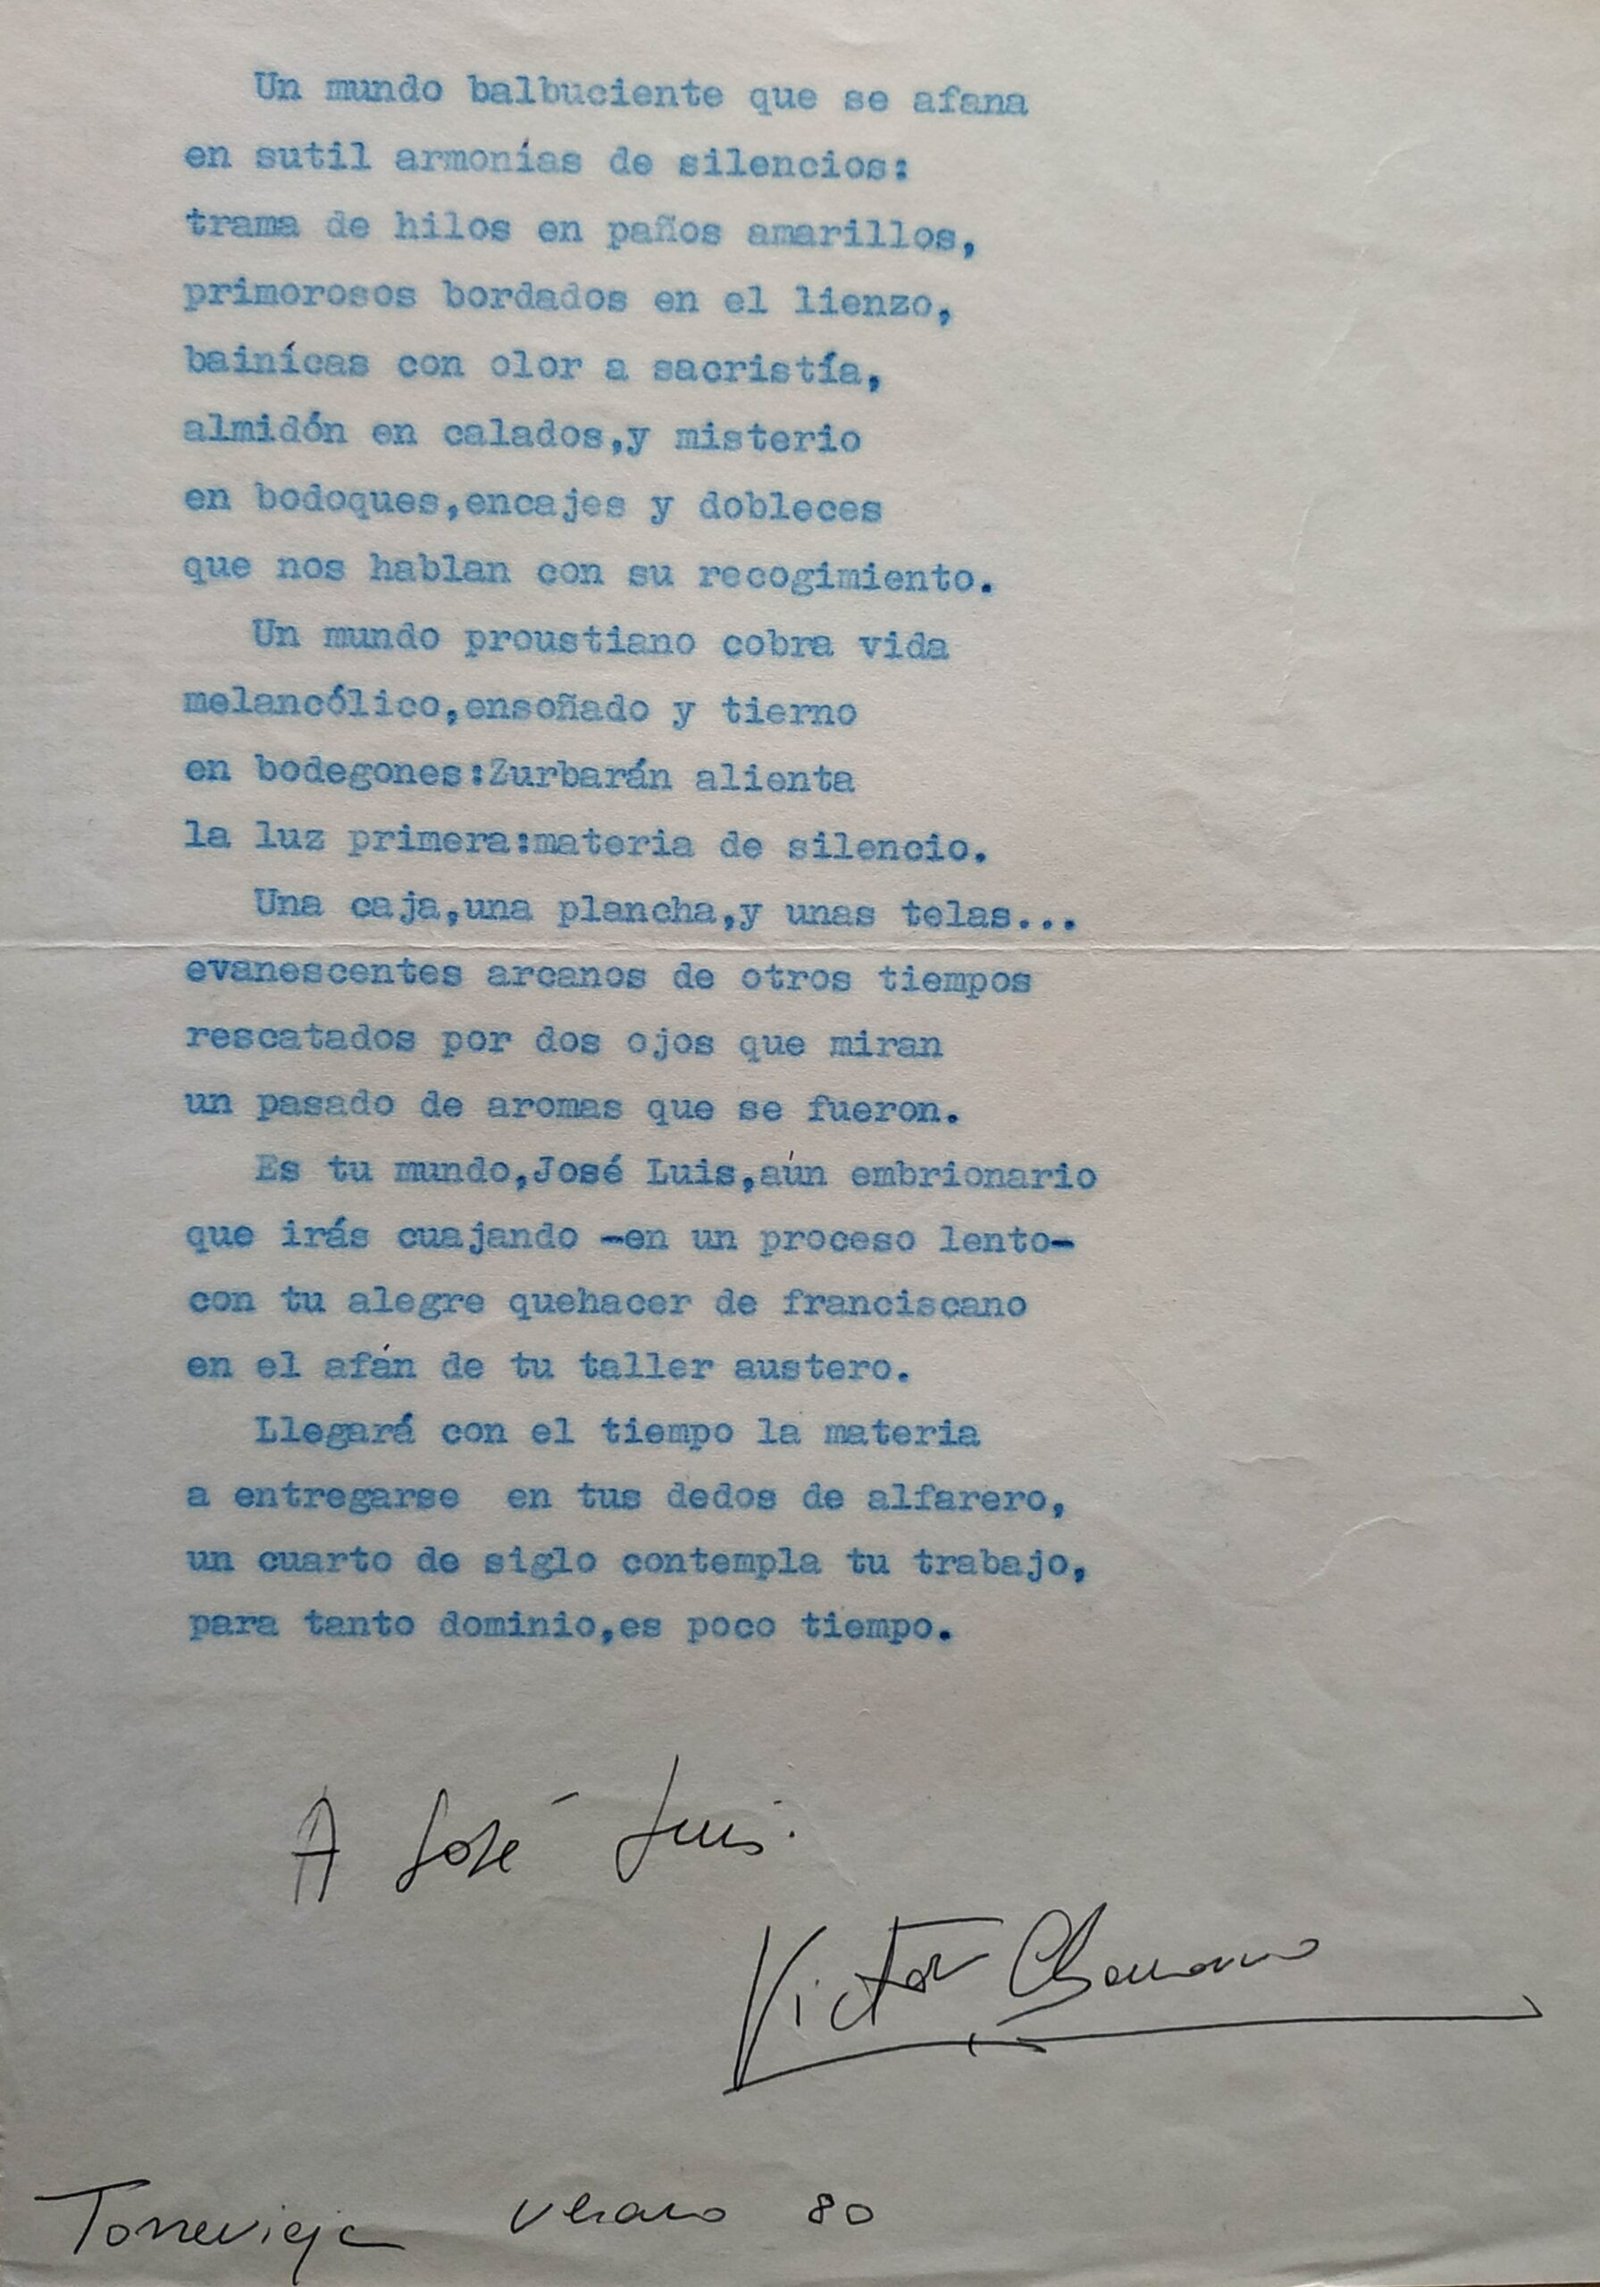 Un mundo balbuciente que se afana
en sutil armonías de silencios:
trama de hilos en paños amarillos,
primorosos bordados en el lienzo,
bainícas con olor a sacristía,
almidón en calados,y misterio
en bodoques,encajes y dobleces
que nos hablan con su recogimiento.
Un mundo proustiano cobra vida
melancólico,ensoñado y tierno
en bodegones:Zurbarán alienta
la luz primera:materia de silencio.
Una caja,una plancha,y unas telas...
evanescentes arcanos de otros tiempos
rescatados por dos ojos que miran
un pasado de aromas que se fueron.
Es tu mundo,José Luis,aún embrionario
que irás cuajando -en un proceso lento-
con tu alegre quehacer de franciscano
en el afán de tu taller austero.
Llegará con el tiempo la materia
a entregarse  en tus dedos de alfarero,
un cuarto de siglo contempla tu trabajo,
para tanto dominio,es poco tiempo.
A José Luis.
Victor
Torrevieja verano 80